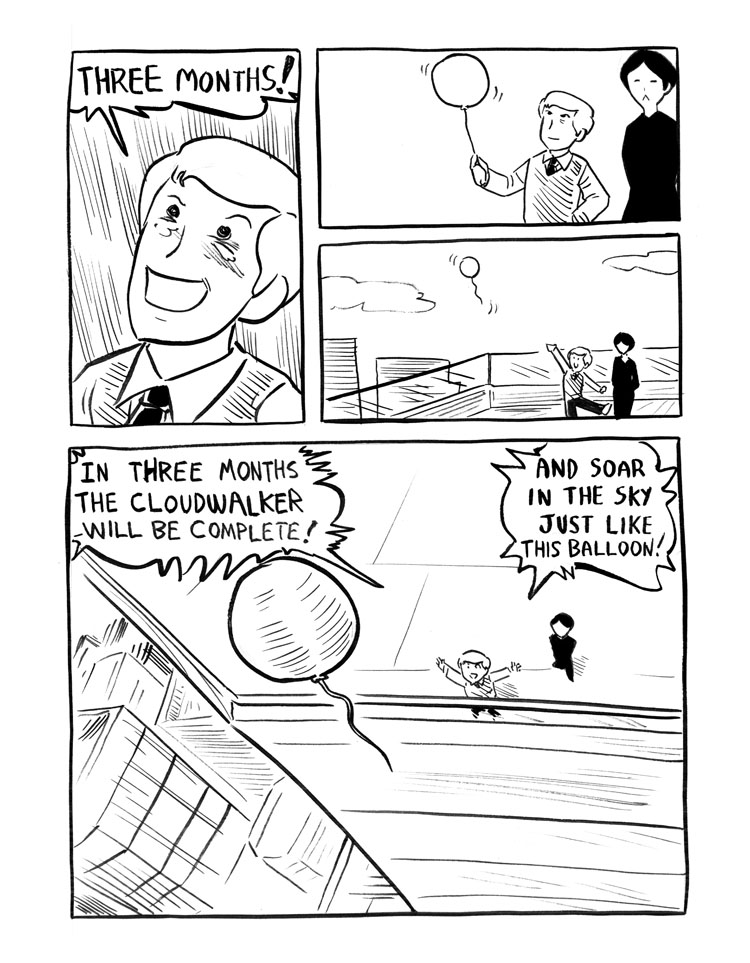 THREE MONTHS!
IN THREE MONTHS
THE CLOUDWALKER
WILL BE COMPLETE!
AND SOAR
IN THE SKY
JUST LIKE
THIS BALLOON!